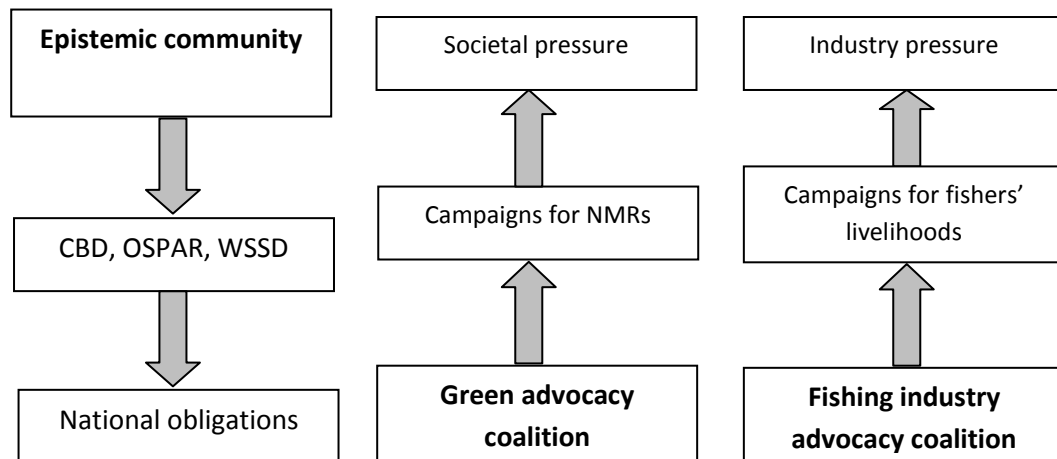 Epistemic community
Societal pressure
Industry pressure
CBD, OSPAR, WSSD
Campaigns for NMRs
Campaigns for fishers’
livelihoods
National obligations
Green advocacy
coalition
Fishing industry
advocacy coalition